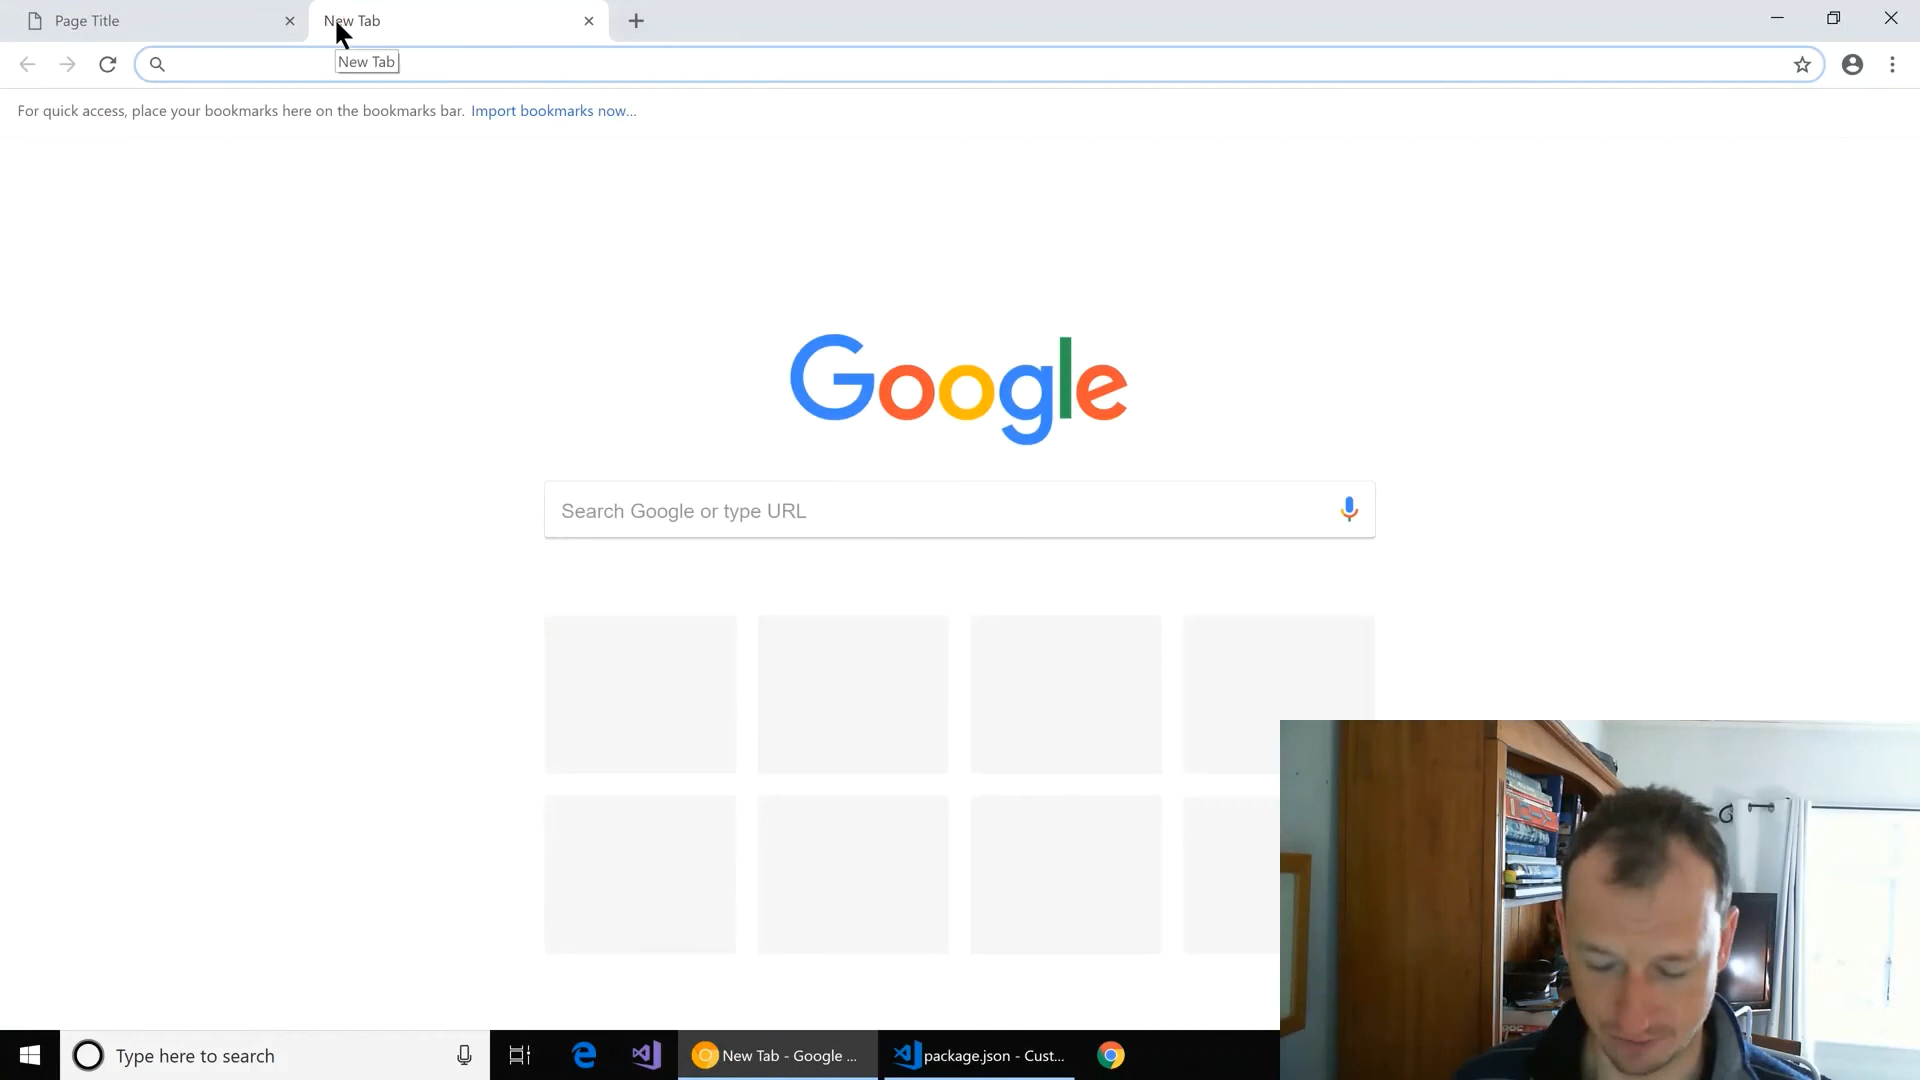 Page Title
New Tab
New Tab
For quick access, place your bookmarks here on the bookmarks bar. Import bookmarks now...
Google
Search Google or type URL
Type here to search
New Tab - Google ...
package.json - Cust...